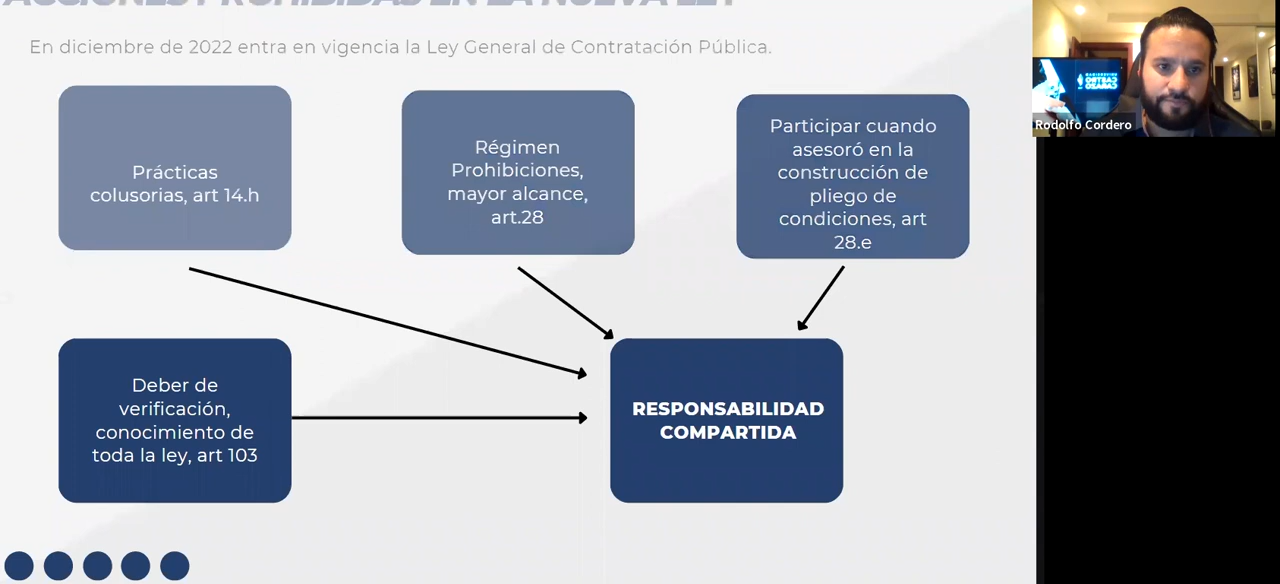 ACCIONES PROHIBIDAS EN LA NUEVA LEY
En diciembre de 2022 entra en vigencia la Ley General de Contratación Pública.
Prácticas
colusorias, art 14.h
Régimen
Prohibiciones,
mayor alcance,
art.28
Participar cuando
asesoró en la
construcción de
pliego de
condiciones, art
28.e
Deber de
verificación,
conocimiento de
toda la ley, art 103
RESPONSABILIDAD
COMPARTIDA
Rodolfo Cordero